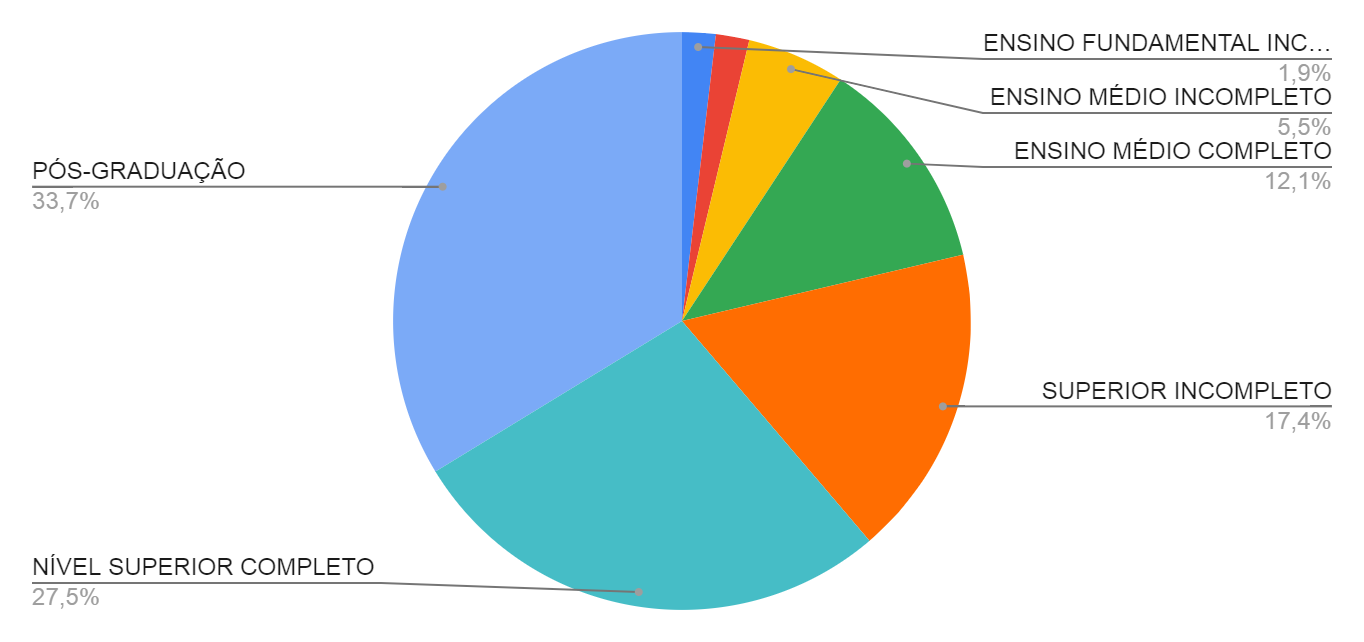 ENSINO FUNDAMENTAL INC...
1,9%
ENSINO MÉDIO INCOMPLETO
5,5%
ENSINO MÉDIO COMPLETO
12,1%
PÓS-GRADUAÇÃO
33,7%
SUPERIOR INCOMPLETO
17,4%
NÍVEL SUPERIOR COMPLETO
27,5%